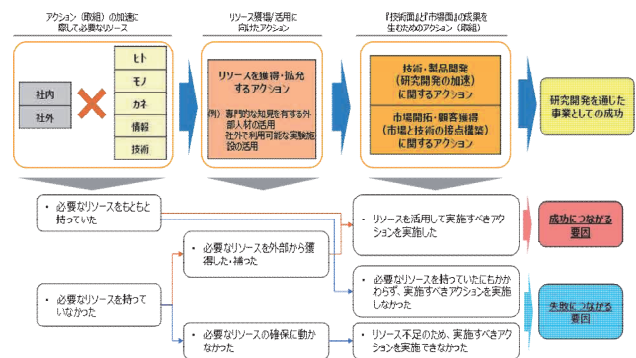 アクション（取組）の加速に
際して必要なリソース
リソース獲得/活用に
向けたアクション
『技術面』と『市場面』の成果を
生むためのアクション（取組）
社内
社外
ヒト
モノ
カネ
情報
技術
リソース人を獲得・拡充
するアクション
例） 専門的な知見を有する外
部人材の活用
社外で利用可能な実験施
設の活用
技術・製品開発
（研究開発の加速）
に関するアクション
市場開拓・顧客獲得
（市場と技術の接点構築）
に関するアクション
研究開発を通じた
事業としての成功
・ 必要なリソースをもともと
持っていた
・ 必要なリソースを持って
いなかった
・ 必要なリソースを外部から獲
得した・補った
・ 必要なリソースの確保に動か
なかった
・ リソースを活用して実施すべきアク
ションを実施した
・ 必要なリソースを持っていたにもかか
わらず、実施すべきアクションを実施
しなかった
・ リソース不足のため、実施すべきア
クションを実施できなかった
成功につながる
要因
失敗につながる
要因